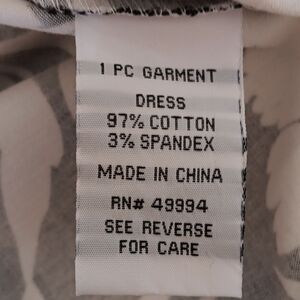 1 PC GARMENT
DRESS
97% COTTON
3% SPANDEX
MADE IN CHINA
RN# 49994
SEE REVERSE
FOR CARE